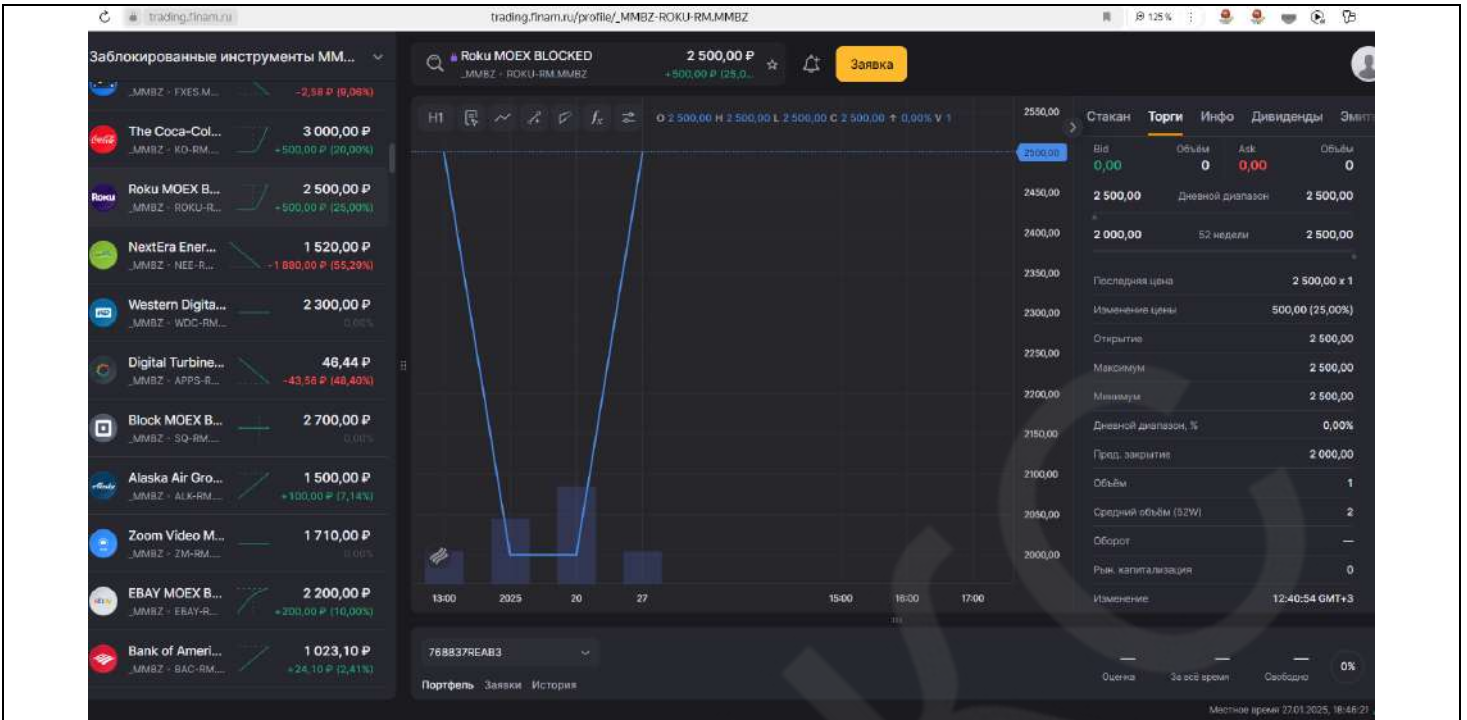 trading.finam.ru
trading.finam.ru/profile/_MMBZ-ROKU-RM.MMBZ
125 %
Заблокированные инструменты ММ...
_MMBZ - FXES.M...
-2,58 ₽ (9,06%)
The Coca-Col...
3 000,00 ₽
_MMBZ - KO-RM....
+500,00 ₽ (20,00%)
ROKU
Roku MOEX B...
2 500,00 ₽
_MMBZ - ROKU-R...
+500,00 ₽ (25,00%)
NextEra Ener...
1 520,00 ₽
_MMBZ - NEE-R...
-1 880,00 ₽ (55,29%)
Western Digita...
2 300,00 ₽
_MMBZ - WDC-RM...
0,00%
Digital Turbine...
46,44 ₽
_MMBZ - APPS-R...
-43,56 ₽ (48,40%)
Block MOEX B...
2 700,00 ₽
_MMBZ - SQ-RM....
0,00%
Alaska Air Gro...
1 500,00 ₽
_MMBZ - ALK-RM....
+100,00 ₽ (7,14%)
Zoom Video M...
1 710,00 ₽
_MMBZ - ZM-RM....
0,00%
EBAY MOEX B...
2 200,00 ₽
_MMBZ - EBAY-R...
+200,00 ₽ (10,00%)
Bank of Ameri...
1 023,10 ₽
_MMBZ - BAC-RM....
+24,10 ₽ (2,41%)
Roku MOEX BLOCKED
2 500,00 ₽
_MMBZ - ROKU-RM.MMBZ
+500,00 ₽ (25,0...
Заявка
H1
O 2 500,00 H 2 500,00 L 2 500,00 C 2 500,00 ↑ 0,00% V 1
2550,00
2500,00
2450,00
2400,00
2350,00
2300,00
2250,00
2200,00
2150,00
2100,00
2050,00
2000,00
13:00 2025 20 27 15:00 16:00 17:00
Стакан Торги Инфо Дивиденды Эмит
Bid Объём Ask Объём
0,00 0 0,00 0
2 500,00 Дневной диапазон 2 500,00
2 000,00 52 недели 2 500,00
Последняя цена 2 500,00 x 1
Изменение цены 500,00 (25,00%)
Открытие 2 500,00
Максимум 2 500,00
Минимум 2 500,00
Дневной диапазон, % 0,00%
Пред. закрытие 2 000,00
Объём 1
Средний объём (52W) 2
Оборот —
Рын. капитализация 0
Изменение 12:40:54 GMT+3
768837REAB3
Портфель Заявки История
— — —
Оценка За всё время Свободно
0%
Местное время 27.01.2025, 18:46:21